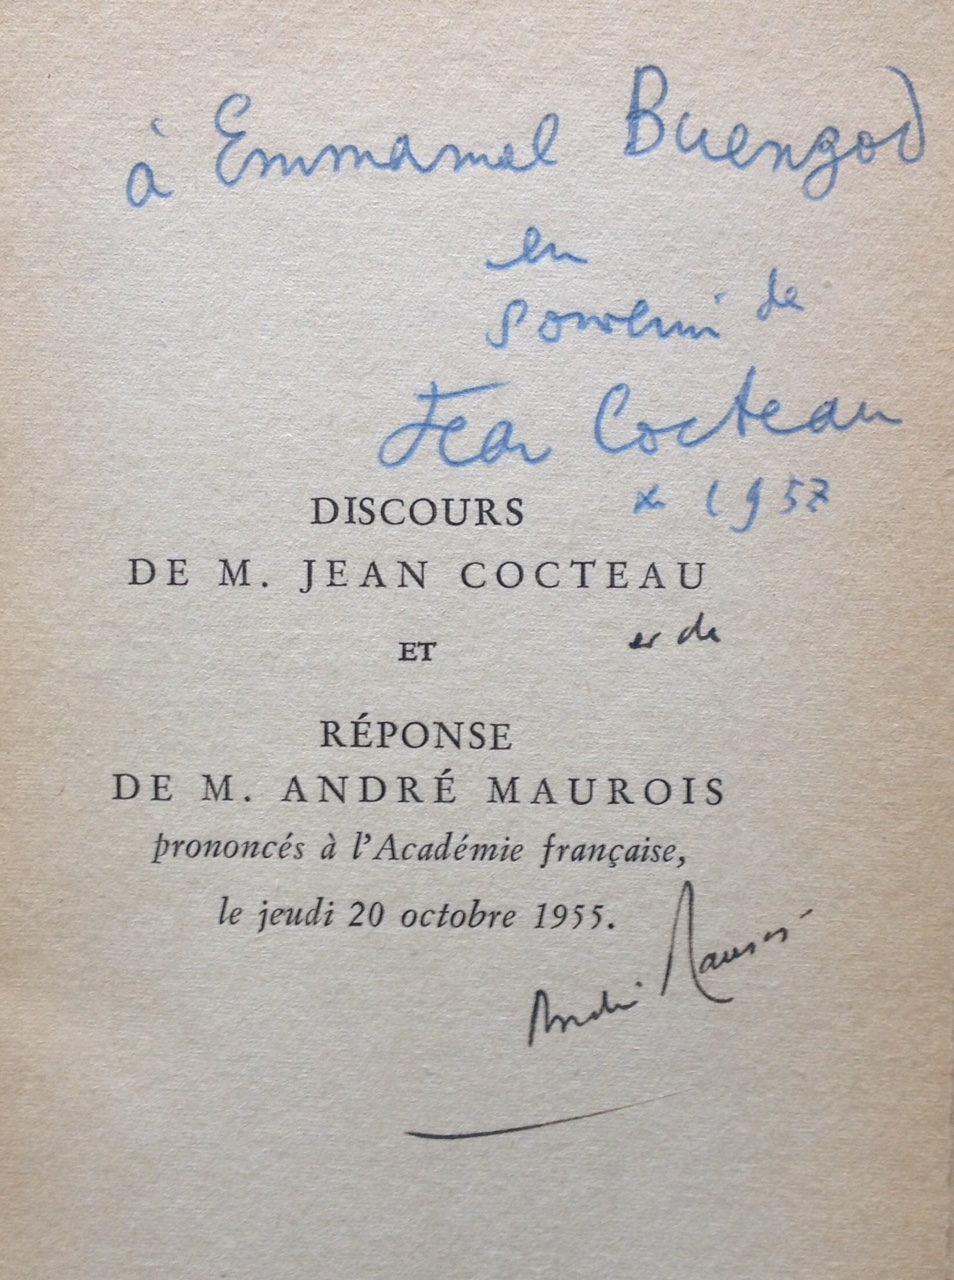 à Emmanuel Buengod
en
souvenir de
Jean Cocteau
* 1957
DISCOURS
DE M. JEAN COCTEAU
et de
ET
RÉPONSE
DE M. ANDRÉ MAUROIS
prononcés à l'Académie française,
le jeudi 20 octobre 1955.
André Maurois